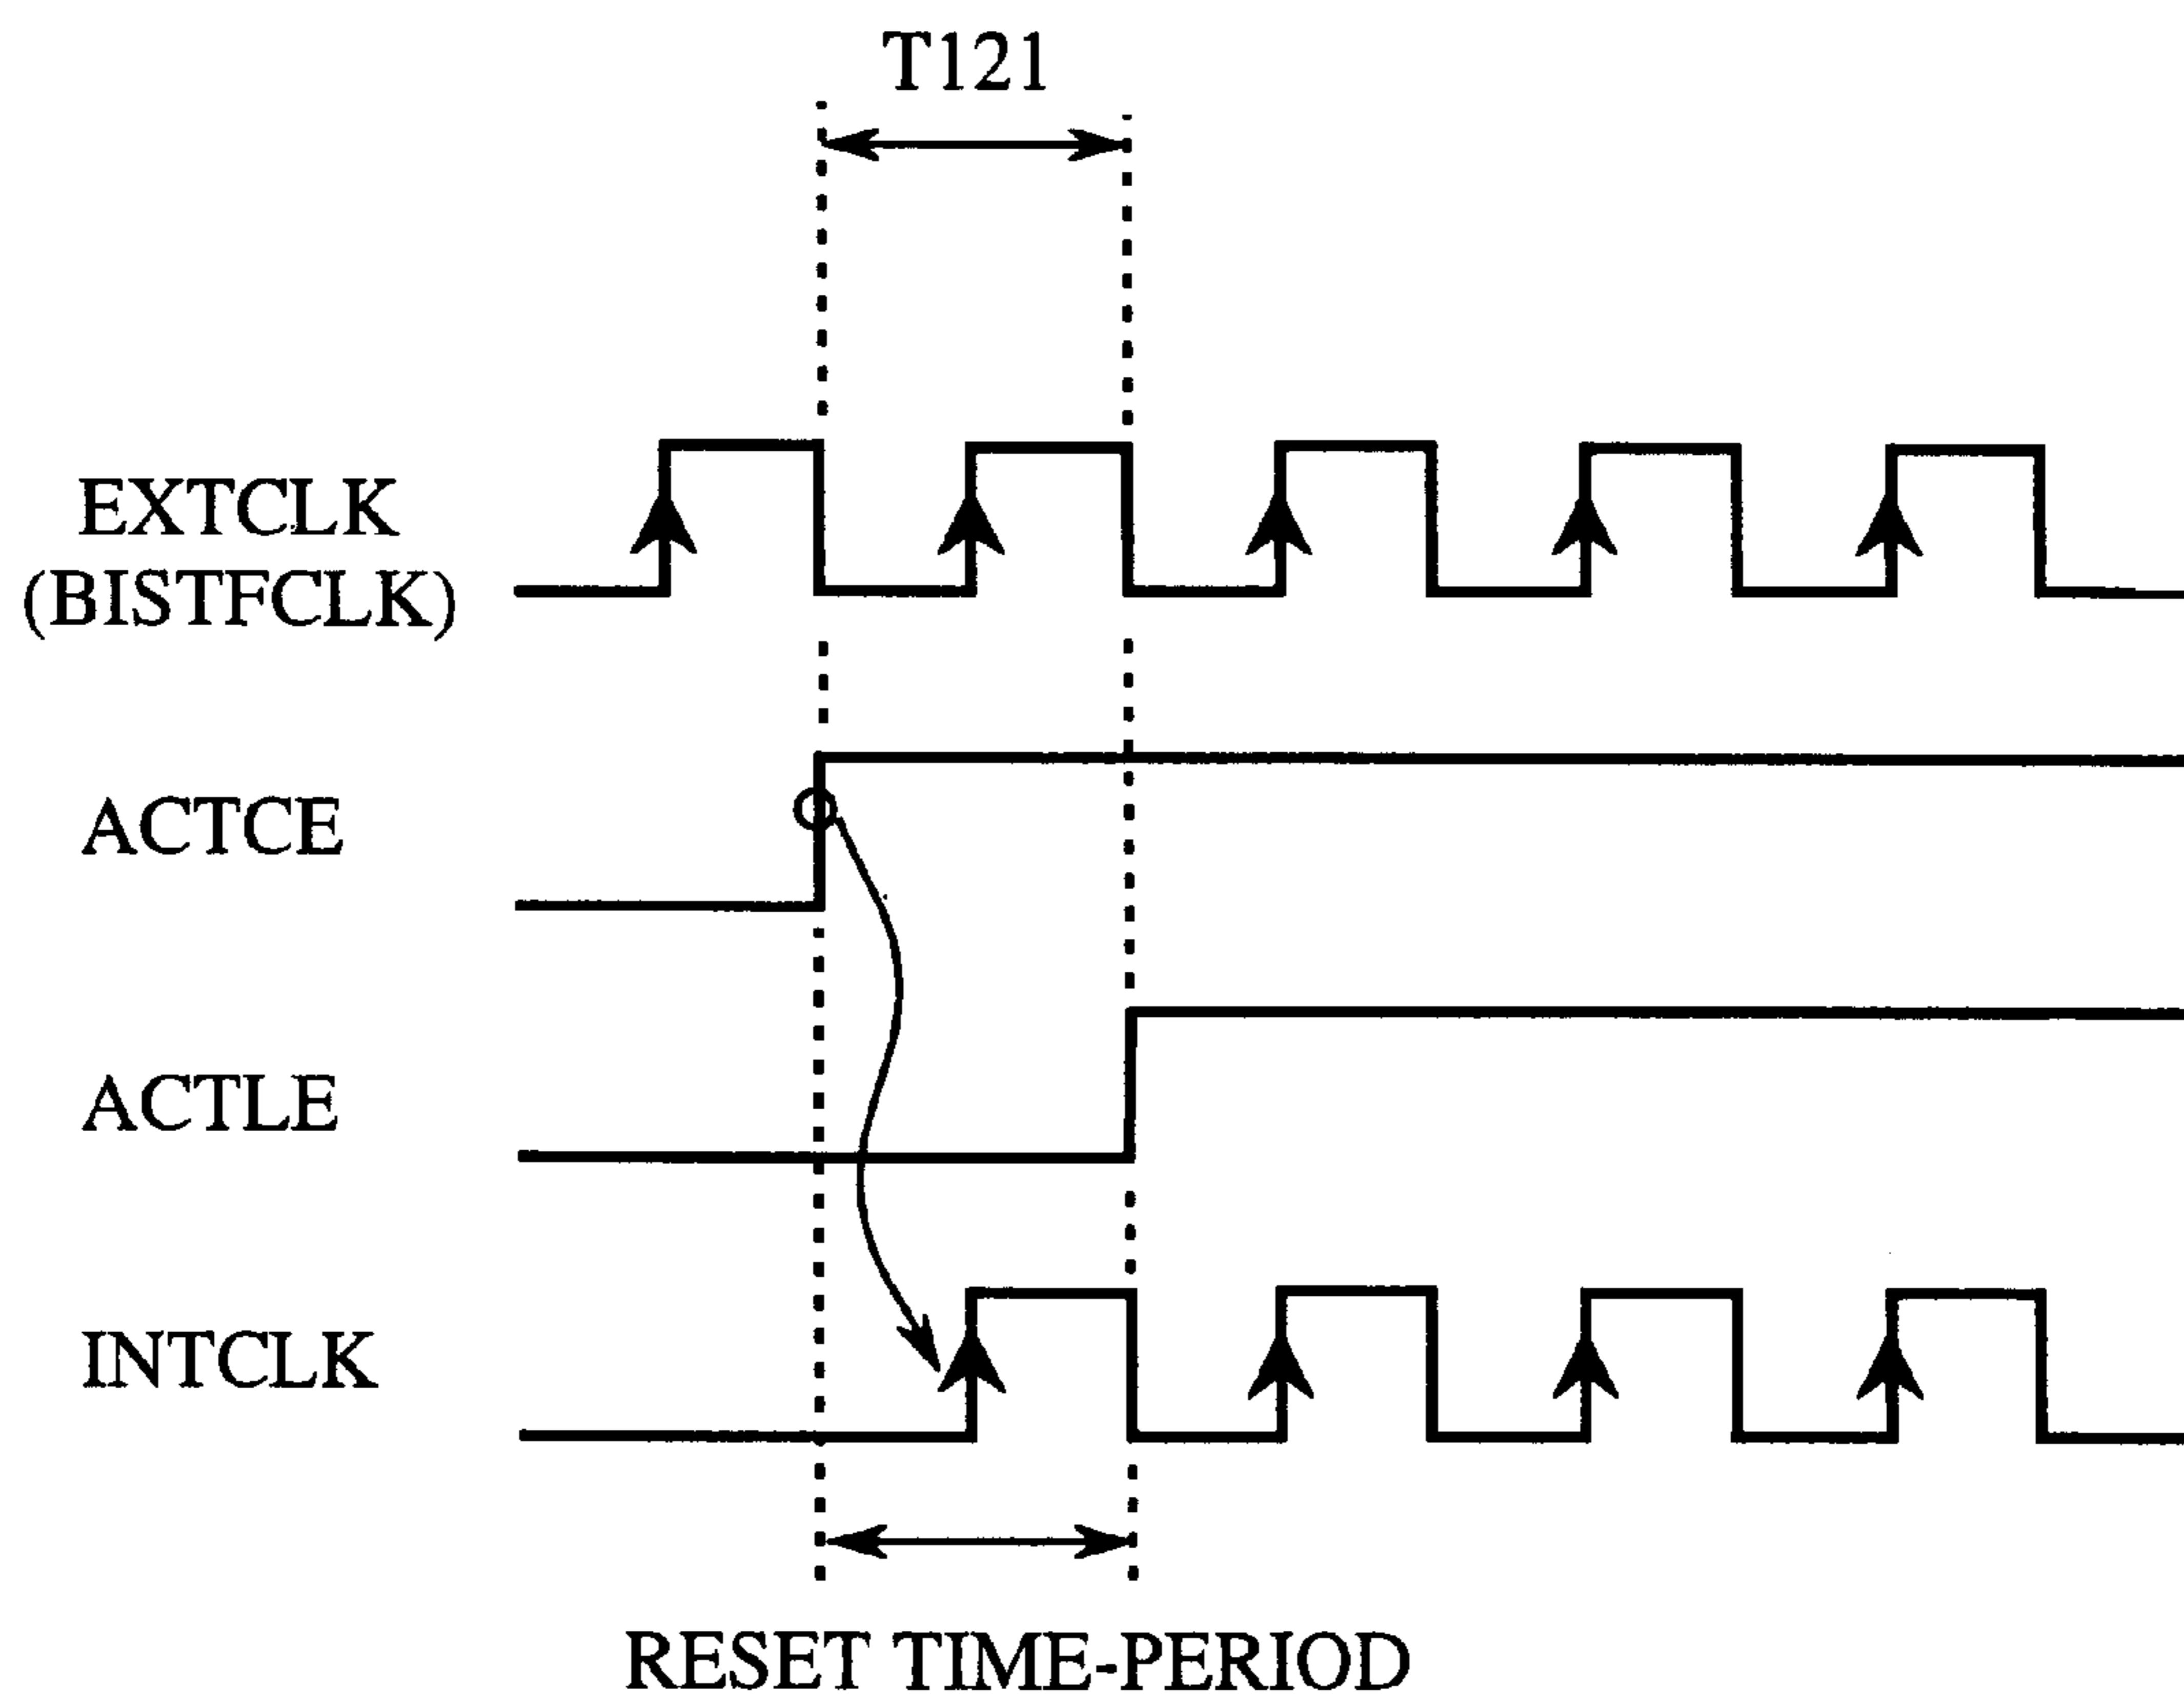 T121
EXTCLK
(BISTFCLK)
ACTCE
ACTLE
INTCLK
RESET TIME-PERIOD